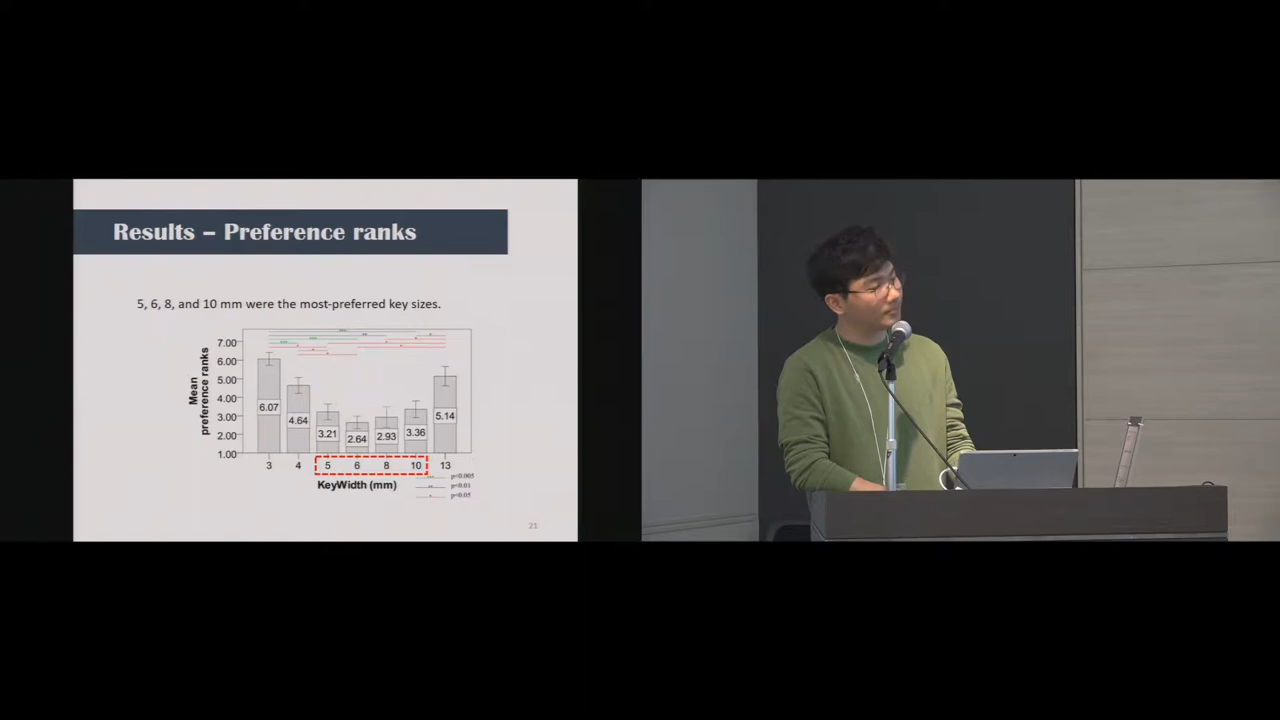 Results – Preference ranks
5, 6, 8, and 10 mm were the most-preferred key sizes.
Mean
preference ranks
7.00
6.00
5.00
4.00
3.00
2.00
1.00
6.07
4.64
3.21
2.64
2.93
3.36
5.14
3 4 5 6 8 10 13
KeyWidth (mm)
p<0.005
p<0.01
p<0.05
21